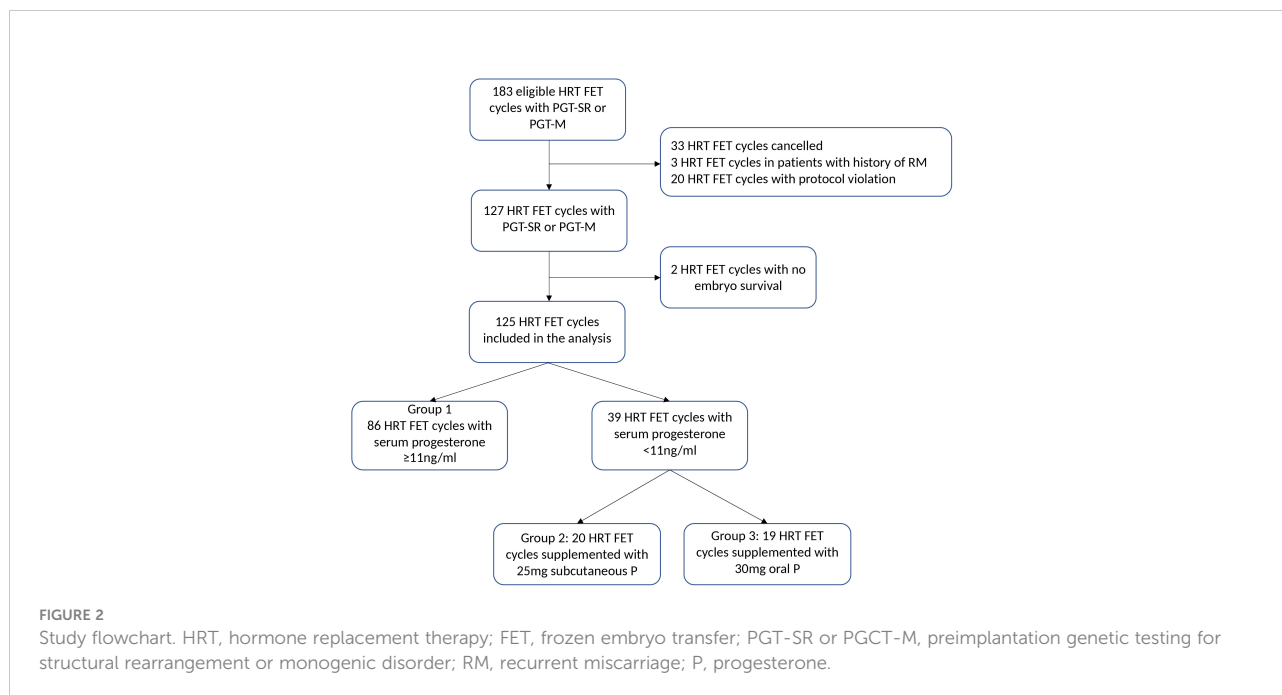 183 eligible HRT FET
cycles with PGT-SR or
PGT-M
33 HRT FET cycles cancelled
3 HRT FET cycles in patients with history of RM
20 HRT FET cycles with protocol violation
127 HRT FET cycles with
PGT-SR or PGT-M
2 HRT FET cycles with no
embryo survival
125 HRT FET cycles
included in the analysis
Group 1
86 HRT FET cycles with
serum progesterone
≥11ng/ml
39 HRT FET cycles with
serum progesterone
<11ng/ml
Group 2: 20 HRT FET
cycles supplemented with
25mg subcutaneous P
Group 3: 19 HRT FET
cycles supplemented with
30mg oral P
FIGURE 2
Study flowchart. HRT, hormone replacement therapy; FET, frozen embryo transfer; PGT-SR or PGCT-M, preimplantation genetic testing for
structural rearrangement or monogenic disorder; RM, recurrent miscarriage; P, progesterone.